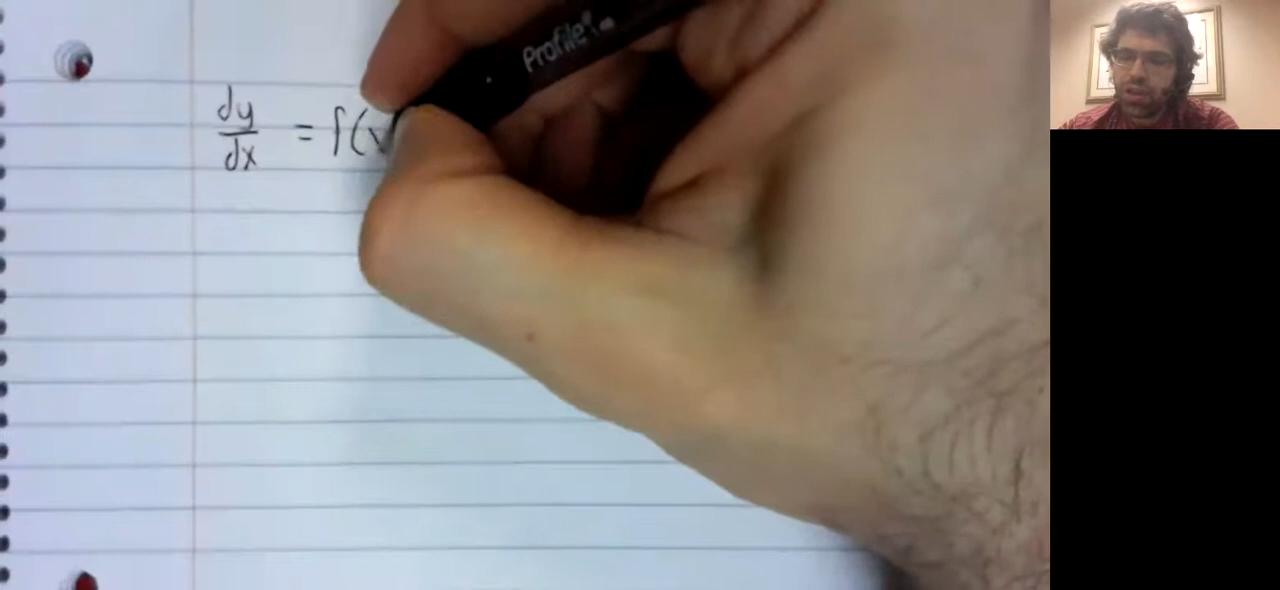 Profile
dy/dx = f(